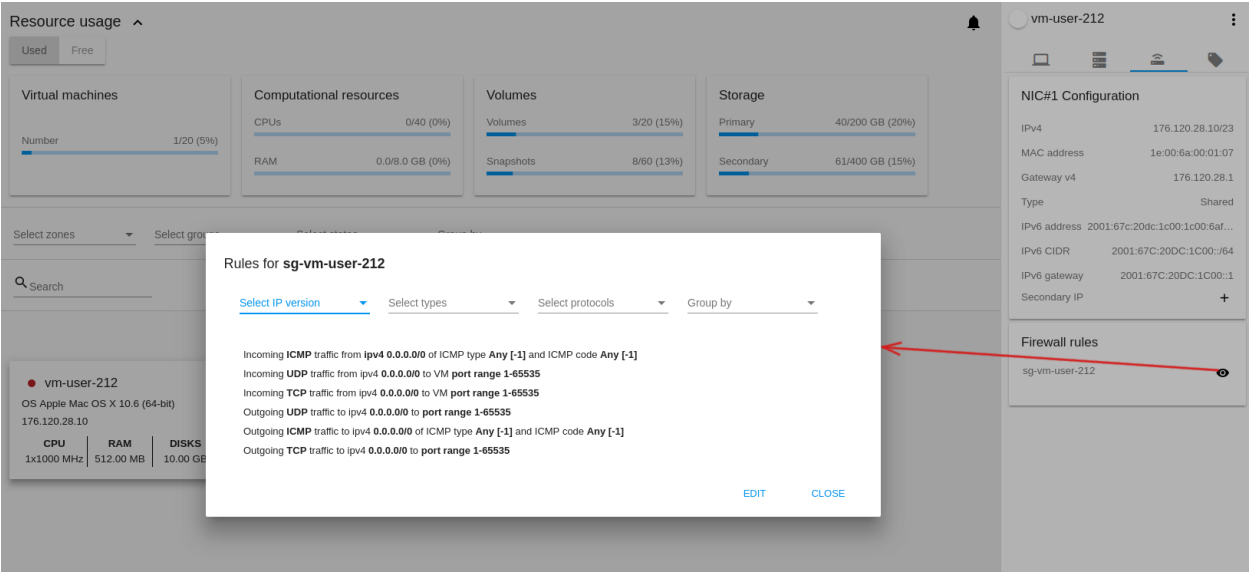 Resource usage
Used Free
Virtual machines
Number 1/20 (5%)
Computational resources
CPUs 0/40 (0%)
RAM 0.0/8.0 GB (0%)
Volumes
Volumes 3/20 (15%)
Snapshots 8/60 (13%)
Storage
Primary 40/200 GB (20%)
Secondary 61/400 GB (15%)
Select zones
Search
vm-user-212
OS Apple Mac OS X 10.6 (64-bit)
176.120.28.10
CPU RAM DISKS
1x1000 MHz 512.00 MB 10.00 GB
Rules for sg-vm-user-212
Select IP version Select types Select protocols Group by
Incoming ICMP traffic from ipv4 0.0.0.0/0 of ICMP type Any [-1] and ICMP code Any [-1]
Incoming UDP traffic from ipv4 0.0.0.0/0 to VM port range 1-65535
Incoming TCP traffic from ipv4 0.0.0.0/0 to VM port range 1-65535
Outgoing UDP traffic to ipv4 0.0.0.0/0 to port range 1-65535
Outgoing ICMP traffic to ipv4 0.0.0.0/0 of ICMP type Any [-1] and ICMP code Any [-1]
Outgoing TCP traffic to ipv4 0.0.0.0/0 to port range 1-65535
EDIT CLOSE
vm-user-212
NIC#1 Configuration
IPv4 176.120.28.10/23
MAC address 1e:00:6a:00:01:07
Gateway v4 176.120.28.1
Type Shared
IPv6 address 2001:67c:20dc:1c00:1c00:6af...
IPv6 CIDR 2001:67C:20DC:1C00::/64
IPv6 gateway 2001:67C:20DC:1C00::1
Secondary IP +
Firewall rules
sg-vm-user-212